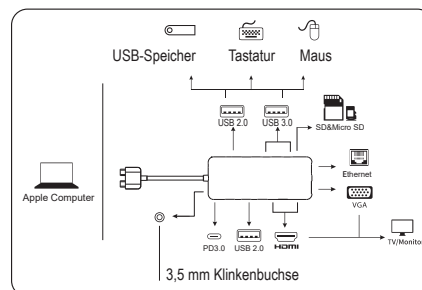 USB-Speicher Tastatur Maus
USB 2.0 USB 3.0
SD&Micro SD
Ethernet
Apple Computer
VGA
PD3.0 USB 2.0 HDMI
TV/Monitor
3,5 mm Klinkenbuchse